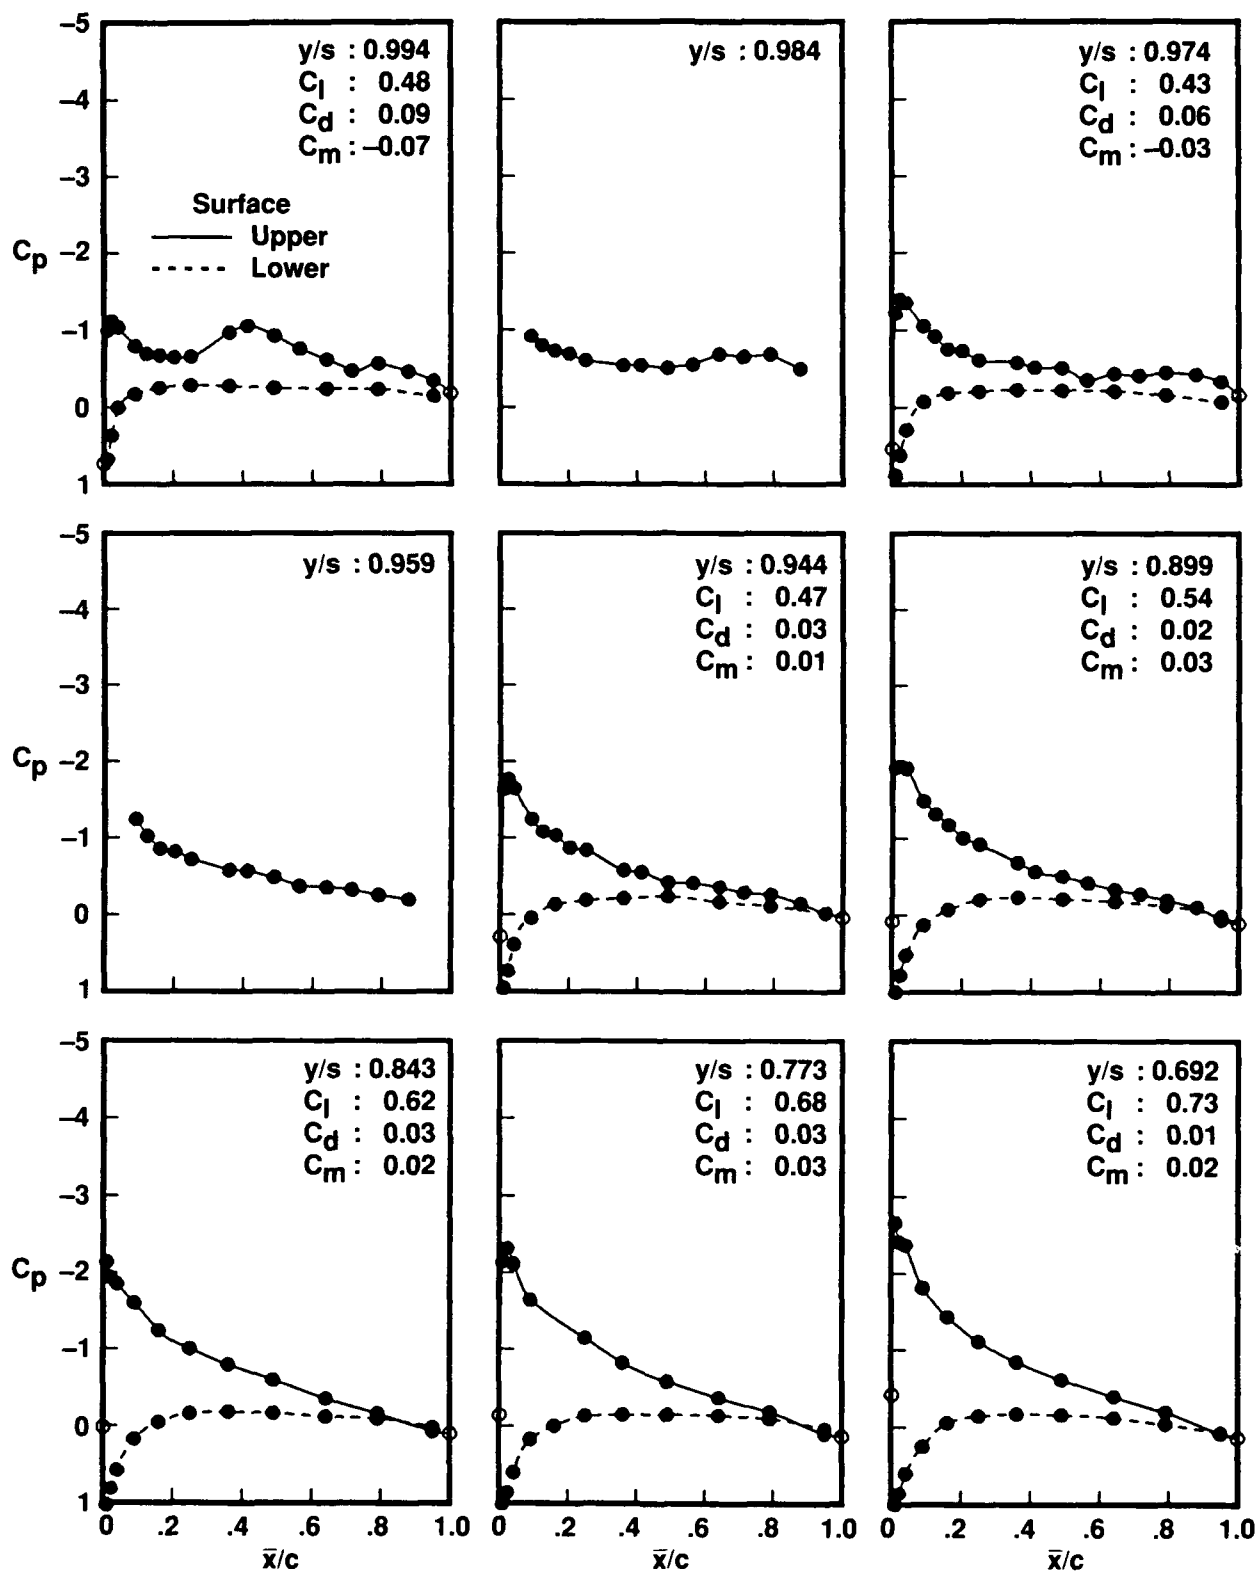 −5
−4
−3
−2
−1
0
1
Cp
y/s : 0.994
Cl : 0.48
Cd : 0.09
Cm : −0.07
Surface
Upper
Lower
y/s : 0.984
y/s : 0.974
Cl : 0.43
Cd : 0.06
Cm : −0.03
−5
−4
−3
−2
−1
0
1
Cp
y/s : 0.959
y/s : 0.944
Cl : 0.47
Cd : 0.03
Cm : 0.01
y/s : 0.899
Cl : 0.54
Cd : 0.02
Cm : 0.03
−5
−4
−3
−2
−1
0
1
Cp
y/s : 0.843
Cl : 0.62
Cd : 0.03
Cm : 0.02
y/s : 0.773
Cl : 0.68
Cd : 0.03
Cm : 0.03
y/s : 0.692
Cl : 0.73
Cd : 0.01
Cm : 0.02
0 .2 .4 .6 .8 1.0
x̄/c
0 .2 .4 .6 .8 1.0
x̄/c
0 .2 .4 .6 .8 1.0
x̄/c